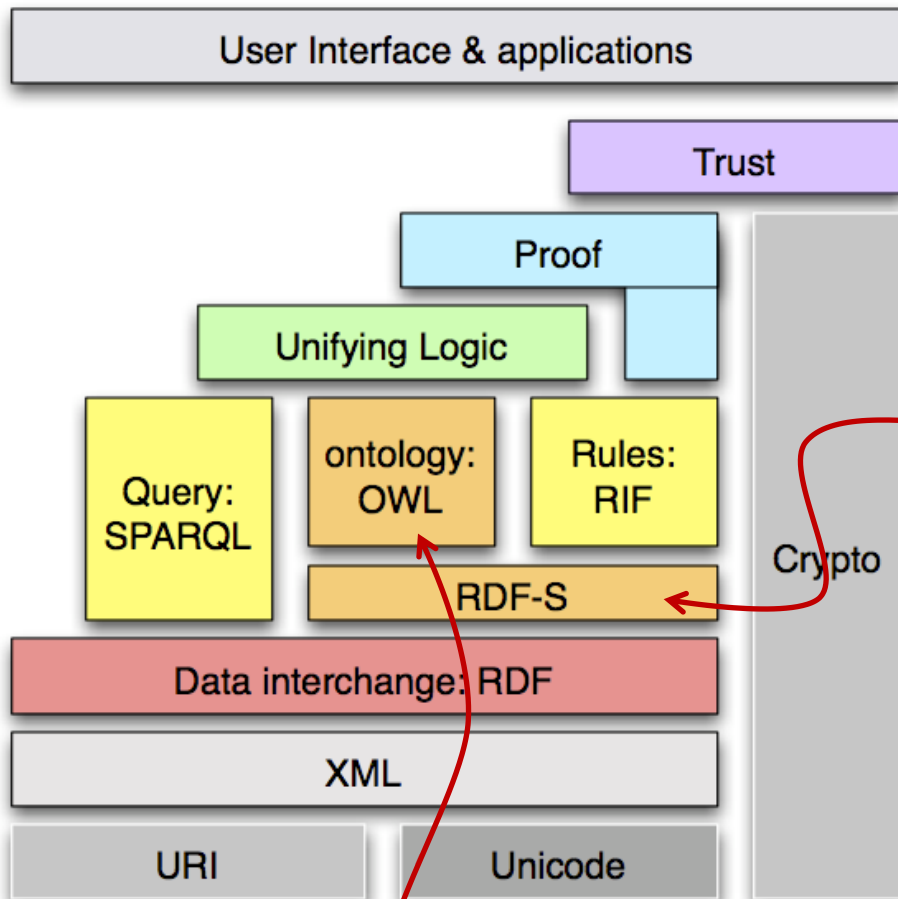 User Interface & applications
Trust
Proof
Unifying Logic
Query:
SPARQL
ontology:
OWL
Rules:
RIF
Crypto
RDF-S
Data interchange: RDF
XML
URI
Unicode